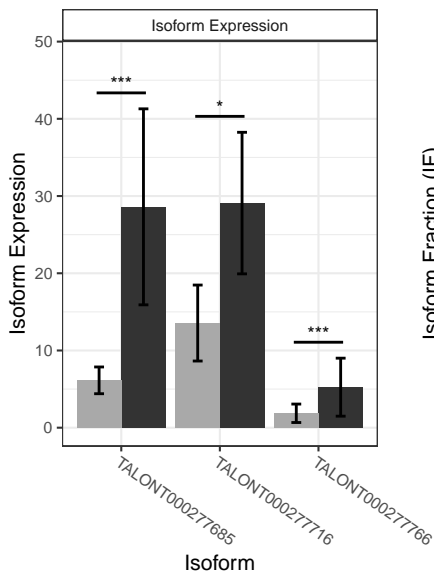 Isoform Expression
50
40
30
20
10
0
Isoform Expression
***
*
***
TALONT000277685
TALONT000277716
TALONT000277766
Isoform
Isoform Fraction (IF)